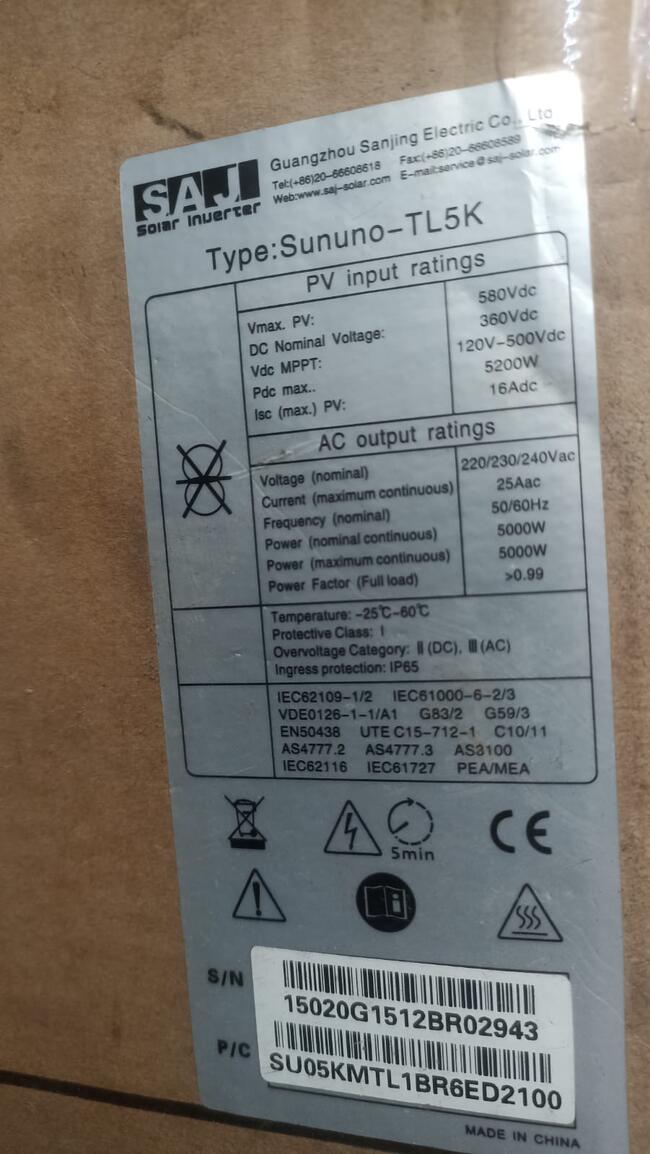 SAJ
Solar Inverter
Guangzhou Sanjing Electric Co., Ltd
Tel:(+86)20-66608618 Fax:(+86)20-66608589
Web:www.saj-solar.com E-mail:service@saj-solar.com
Type:Sununo-TL5K
PV input ratings
Vmax. PV: 580Vdc
DC Nominal Voltage: 360Vdc
Vdc MPPT: 120V-500Vdc
Pdc max.. 5200W
Isc (max.) PV: 16Adc
AC output ratings
Voltage (nominal) 220/230/240Vac
Current (maximum continuous) 25Aac
Frequency (nominal) 50/60Hz
Power (nominal continuous) 5000W
Power (maximum continuous) 5000W
Power Factor (Full load) >0.99
Temperature: -25℃-60℃
Protective Class: Ⅰ
Overvoltage Category: Ⅱ(DC), Ⅲ(AC)
Ingress protection: IP65
IEC62109-1/2 IEC61000-6-2/3
VDE0126-1-1/A1 G83/2 G59/3
EN50438 UTE C15-712-1 C10/11
AS4777.2 AS4777.3 AS3100
IEC62116 IEC61727 PEA/MEA
5min
CE
S/N
15020G1512BR02943
P/C
SU05KMTL1BR6ED2100
MADE IN CHINA